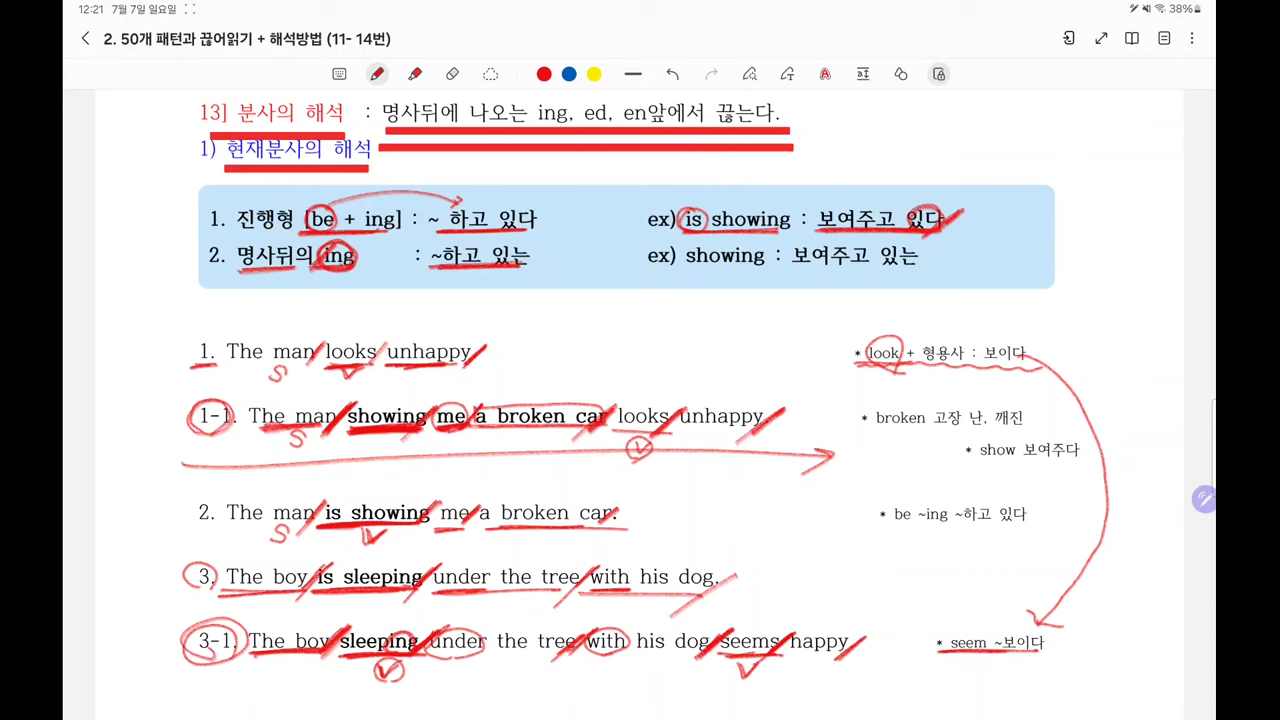 12:21 7월 7일 일요일 38%
2. 50개 패턴과 끊어읽기 + 해석방법 (11- 14번)
13] 분사의 해석 : 명사뒤에 나오는 ing, ed, en앞에서 끊는다.
1) 현재분사의 해석
1. 진행형 [be + ing] : ~ 하고 있다 ex) is showing : 보여주고 있다
2. 명사뒤의 ing : ~하고 있는 ex) showing : 보여주고 있는
1. The man looks unhappy. * look + 형용사 : 보이다
S V
1-1. The man showing me a broken car looks unhappy. * broken 고장 난, 깨진
S V
* show 보여주다
2. The man is showing me a broken car. * be ~ing ~하고 있다
S V
3. The boy is sleeping under the tree with his dog.
3-1. The boy sleeping under the tree with his dog seems happy. * seem ~보이다
V V